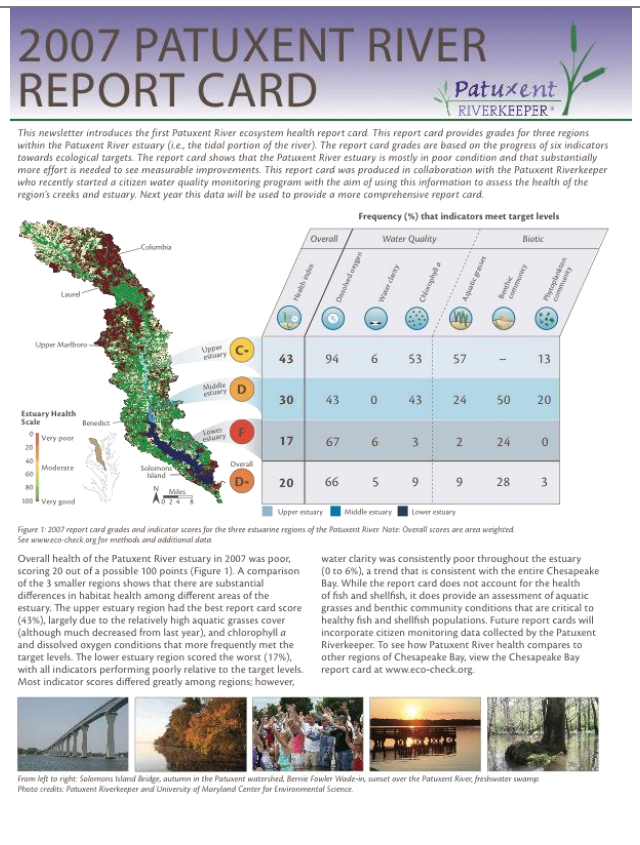 2007 PATUXENT RIVER
REPORT CARD
Patuxent
RIVERKEEPER®
This newsletter introduces the first Patuxent River ecosystem health report card. This report card provides grades for three regions
within the Patuxent River estuary (i.e., the tidal portion of the river). The report card grades are based on the progress of six indicators
towards ecological targets. The report card shows that the Patuxent River estuary is mostly in poor condition and that substantially
more effort is needed to see measurable improvements. This report card was produced in collaboration with the Patuxent Riverkeeper
who recently started a citizen water quality monitoring program with the aim of using this information to assess the health of the
region's creeks and estuary. Next year this data will be used to provide a more comprehensive report card.
Frequency (%) that indicators meet target levels
Overall Water Quality Biotic
Health index
Dissolved oxygen
Water clarity
Chlorophyll a
Aquatic grasses
Benthic
community
Phytoplankton
community
Columbia
Laurel
Upper Marlboro
Benedict
Solomons
Island
Upper
estuary
C- 43 94 6 53 57 – 13
Middle
estuary
D 30 43 0 43 24 50 20
Lower
estuary
F 17 67 6 3 2 24 0
Overall
D- 20 66 5 9 9 28 3
Estuary Health
Scale
0 Very poor
20
40 Moderate
60
80
100 Very good
N
Miles
0 2 4 8
Upper estuary Middle estuary Lower estuary
Figure 1: 2007 report card grades and indicator scores for the three estuarine regions of the Patuxent River. Note: Overall scores are area weighted.
See www.eco-check.org for methods and additional data.
Overall health of the Patuxent River estuary in 2007 was poor,
scoring 20 out of a possible 100 points (Figure 1). A comparison
of the 3 smaller regions shows that there are substantial
differences in habitat health among different areas of the
estuary. The upper estuary region had the best report card score
(43%), largely due to the relatively high aquatic grasses cover
(although much decreased from last year), and chlorophyll a
and dissolved oxygen conditions that more frequently met the
target levels. The lower estuary region scored the worst (17%),
with all indicators performing poorly relative to the target levels.
Most indicator scores differed greatly among regions; however,
water clarity was consistently poor throughout the estuary
(0 to 6%), a trend that is consistent with the entire Chesapeake
Bay. While the report card does not account for the health
of fish and shellfish, it does provide an assessment of aquatic
grasses and benthic community conditions that are critical to
healthy fish and shellfish populations. Future report cards will
incorporate citizen monitoring data collected by the Patuxent
Riverkeeper. To see how Patuxent River health compares to
other regions of Chesapeake Bay, view the Chesapeake Bay
report card at www.eco-check.org.
From left to right: Solomons Island Bridge, autumn in the Patuxent watershed, Bernie Fowler Wade-in, sunset over the Patuxent River, freshwater swamp.
Photo credits: Patuxent Riverkeeper and University of Maryland Center for Environmental Science.